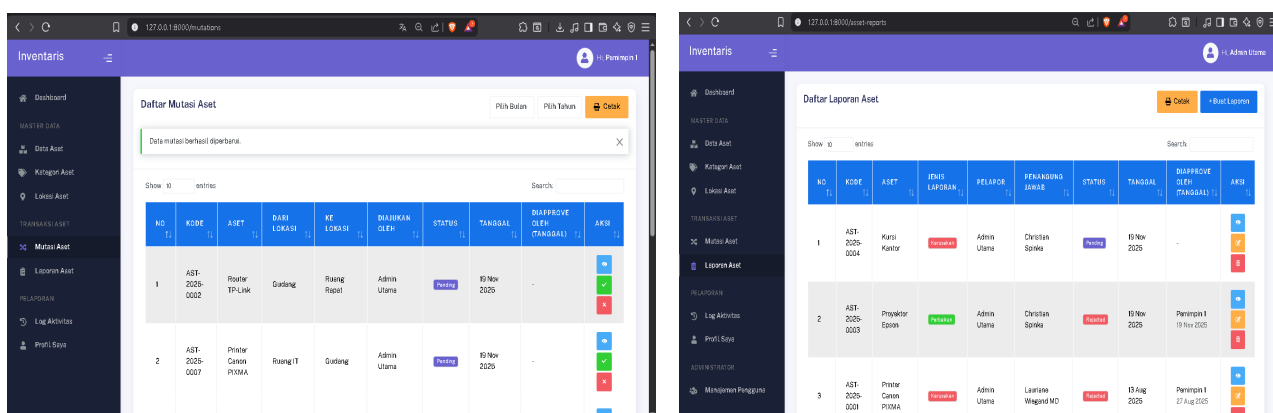 127.0.0.1:8000/mutations
Inventaris
Hi, Pemimpin 1
Dashboard
MASTER DATA
Data Aset
Kategori Aset
Lokasi Aset
TRANSAKSI ASET
Mutasi Aset
Laporan Aset
PELAPORAN
Log Aktivitas
Profil Saya
Daftar Mutasi Aset
Pilih Bulan
Pilih Tahun
Cetak
Data mutasi berhasil diperbarui.
Show 10 entries
Search:
NO KODE ASET DARI LOKASI KE LOKASI DIAJUKAN OLEH STATUS TANGGAL DIAPPROVE OLEH (TANGGAL) AKSI
1 AST-2025-0002 Router TP-Link Gudang Ruang Rapat Admin Utama Pending 19 Nov 2025 -
2 AST-2025-0007 Printer Canon PIXMA Ruang IT Gudang Admin Utama Pending 19 Nov 2025 -
127.0.0.1:8000/asset-reports
Inventaris
Hi, Admin Utama
Dashboard
MASTER DATA
Data Aset
Kategori Aset
Lokasi Aset
TRANSAKSI ASET
Mutasi Aset
Laporan Aset
PELAPORAN
Log Aktivitas
Profil Saya
ADMINISTRATOR
Manajemen Pengguna
Daftar Laporan Aset
Cetak
+ Buat Laporan
Show 10 entries
Search:
NO KODE ASET JENIS LAPORAN PELAPOR PENANGUNG JAWAB STATUS TANGGAL DIAPPROVE OLEH (TANGGAL) AKSI
1 AST-2025-0004 Kursi Kantor Kerusakan Admin Utama Christian Spinka Pending 19 Nov 2025 -
2 AST-2025-0003 Proyektor Epson Perbaikan Admin Utama Christian Spinka Rejected 19 Nov 2025 Pemimpin 1 19 Nov 2025
3 AST-2025-0001 Printer Canon PIXMA Kerusakan Admin Utama Lauriane Wiegand MD Rejected 13 Aug 2025 Pemimpin 1 27 Aug 2025